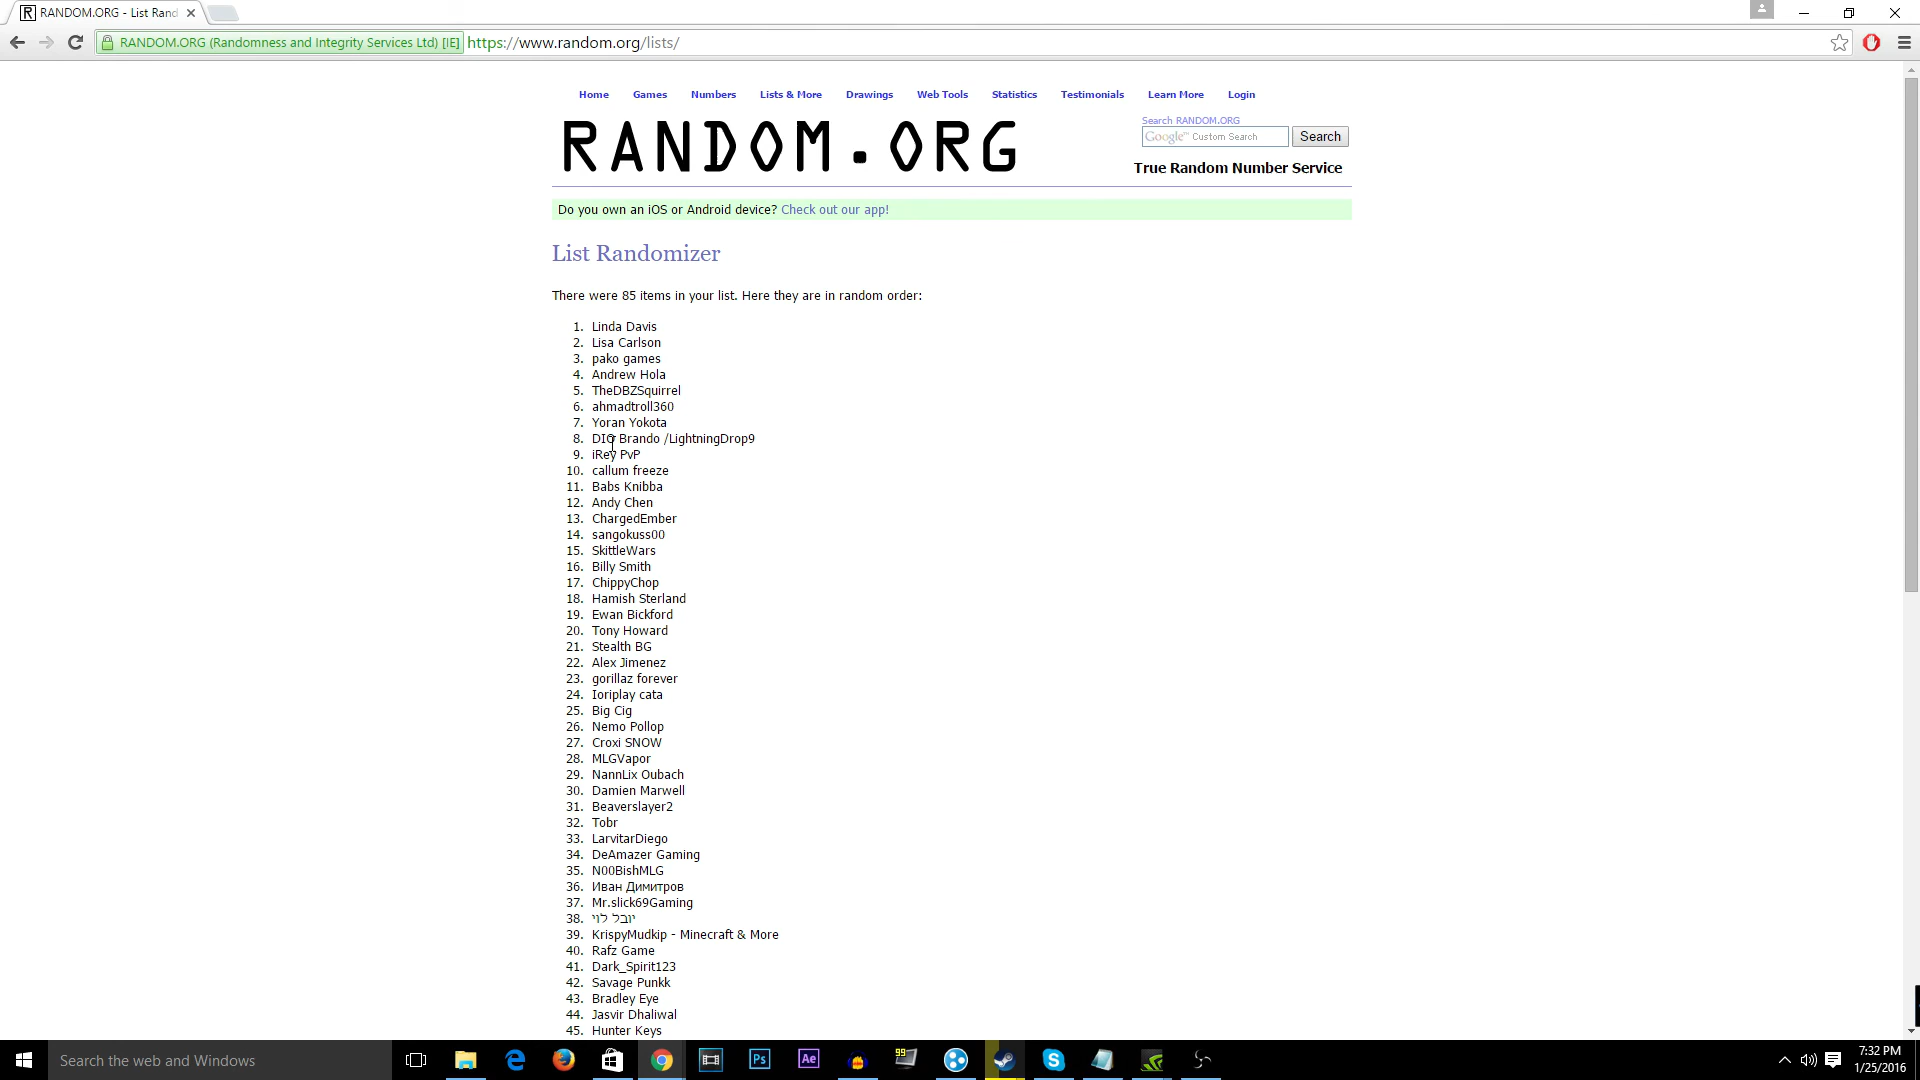 RANDOM.ORG - List Rand
RANDOM.ORG (Randomness and Integrity Services Ltd) [IE] https://www.random.org/lists/
Home Games Numbers Lists & More Drawings Web Tools Statistics Testimonials Learn More Login
RANDOM.ORG
Search RANDOM.ORG
Google™ Custom Search Search
True Random Number Service
Do you own an iOS or Android device? Check out our app!
List Randomizer
There were 85 items in your list. Here they are in random order:
1. Linda Davis
2. Lisa Carlson
3. pako games
4. Andrew Hola
5. TheDBZSquirrel
6. ahmadtroll360
7. Yoran Yokota
8. DIO Brando /LightningDrop9
9. iRey PvP
10. callum freeze
11. Babs Knibba
12. Andy Chen
13. ChargedEmber
14. sangokuss00
15. SkittleWars
16. Billy Smith
17. ChippyChop
18. Hamish Sterland
19. Ewan Bickford
20. Tony Howard
21. Stealth BG
22. Alex Jimenez
23. gorillaz forever
24. Ioriplay cata
25. Big Cig
26. Nemo Pollop
27. Croxi SNOW
28. MLGVapor
29. NannLix Oubach
30. Damien Marwell
31. Beaverslayer2
32. Tobr
33. LarvitarDiego
34. DeAmazer Gaming
35. N00BishMLG
36. Иван Димитров
37. Mr.slick69Gaming
38. יובל לוי
39. KrispyMudkip - Minecraft & More
40. Rafz Game
41. Dark_Spirit123
42. Savage Punkk
43. Bradley Eye
44. Jasvir Dhaliwal
45. Hunter Keys
Search the web and Windows
Ps
Ae
99
7:32 PM
1/25/2016